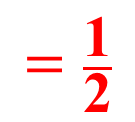 = 1/2